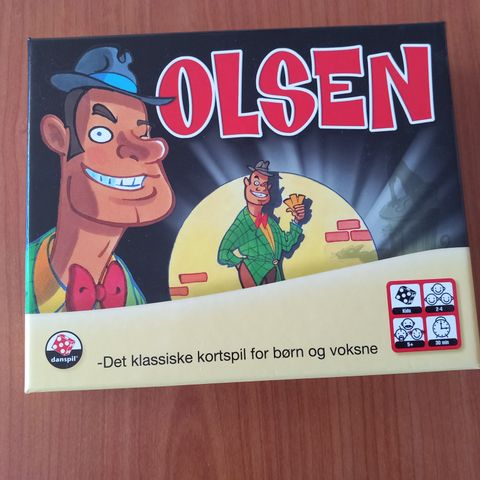 OLSEN
-Det klassiske kortspil for børn og voksne
danspil®
Kids
2-4
5+
30 min